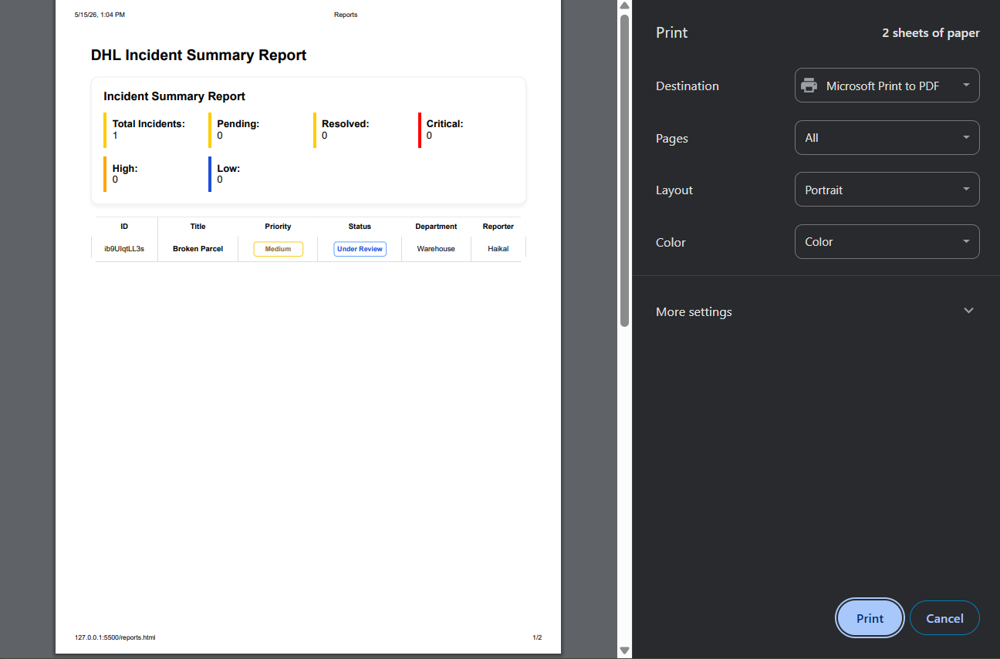 5/15/26, 1:04 PM Reports
DHL Incident Summary Report
Incident Summary Report
Total Incidents: Pending: Resolved: Critical:
1 0 0 0
High: Low:
0 0
ID Title Priority Status Department Reporter
ib9UIqtLL3s Broken Parcel Medium Under Review Warehouse Haikal
127.0.0.1:5500/reports.html 1/2
Print 2 sheets of paper
Destination Microsoft Print to PDF
Pages All
Layout Portrait
Color Color
More settings
Print Cancel